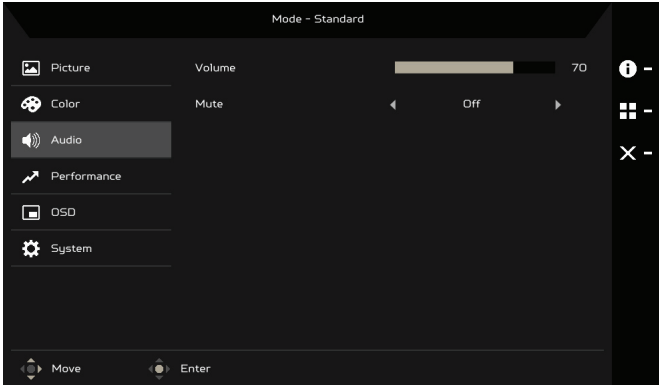 Mode - Standard
Picture
Volume 70
Color
Mute Off
Audio
Performance
OSD
System
Move Enter